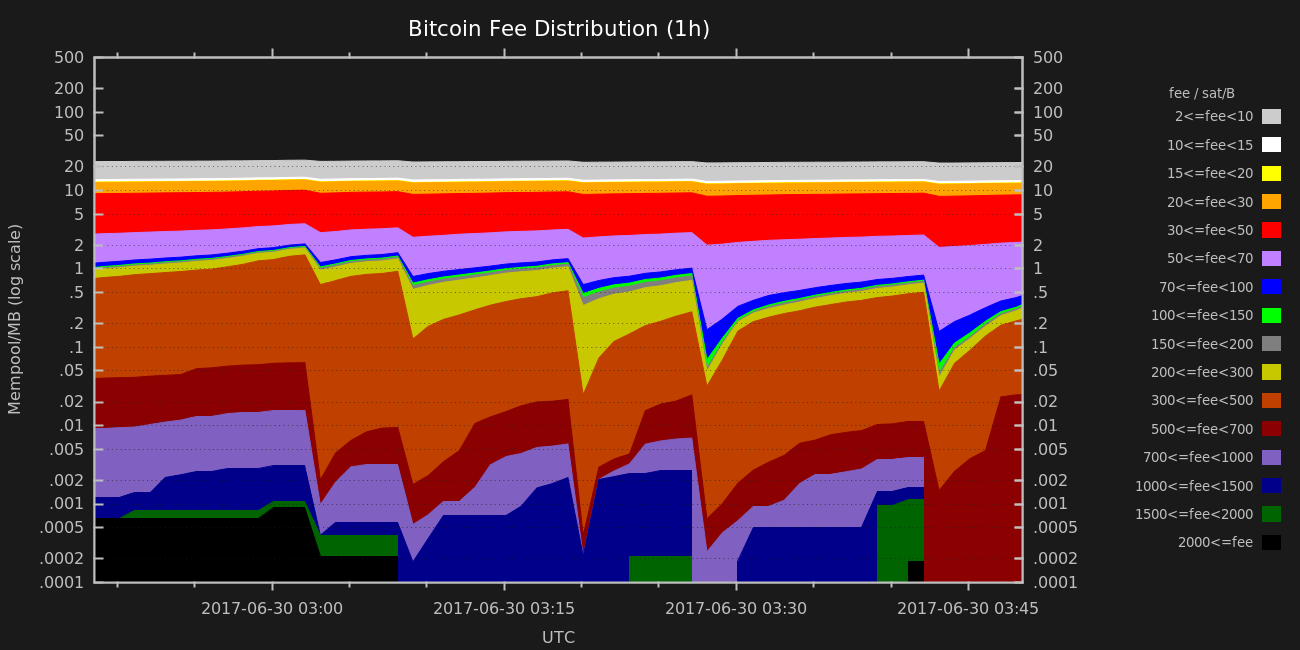 Bitcoin Fee Distribution (1h)
500 500
200 200
100 100
50 50
20 20
10 10
5 5
2 2
1 1
.5 .5
.2 .2
.1 .1
.05 .05
.02 .02
.01 .01
.005 .005
.002 .002
.001 .001
.0005 .0005
.0002 .0002
.0001 .0001
Mempool/MB (log scale)
2017-06-30 03:00 2017-06-30 03:15 2017-06-30 03:30 2017-06-30 03:45
UTC
fee / sat/B
2<=fee<10
10<=fee<15
15<=fee<20
20<=fee<30
30<=fee<50
50<=fee<70
70<=fee<100
100<=fee<150
150<=fee<200
200<=fee<300
300<=fee<500
500<=fee<700
700<=fee<1000
1000<=fee<1500
1500<=fee<2000
2000<=fee